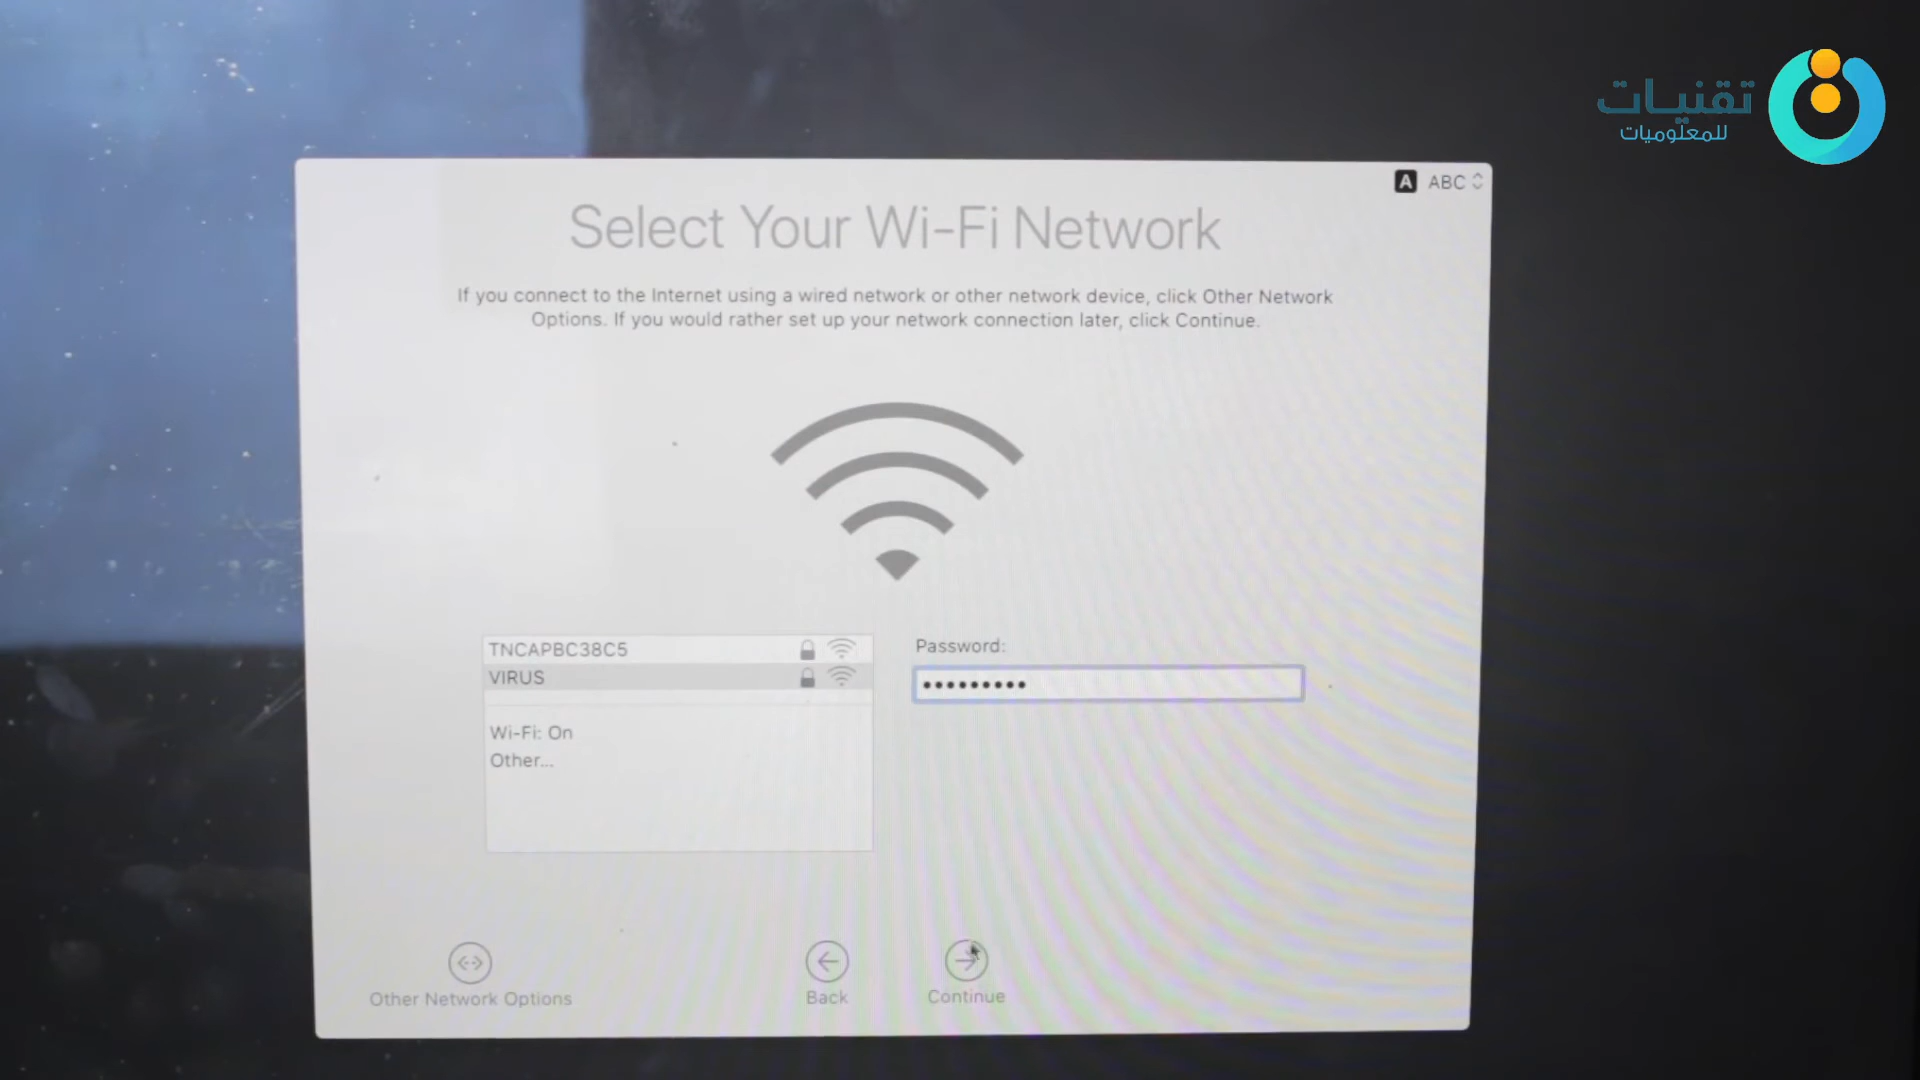 تقنيات
للمعلوميات
A ABC
Select Your Wi-Fi Network
If you connect to the Internet using a wired network or other network device, click Other Network
Options. If you would rather set up your network connection later, click Continue.
TNCAPBC38C5
VIRUS
Wi-Fi: On
Other...
Password:
•••••••••
Other Network Options
Back
Continue